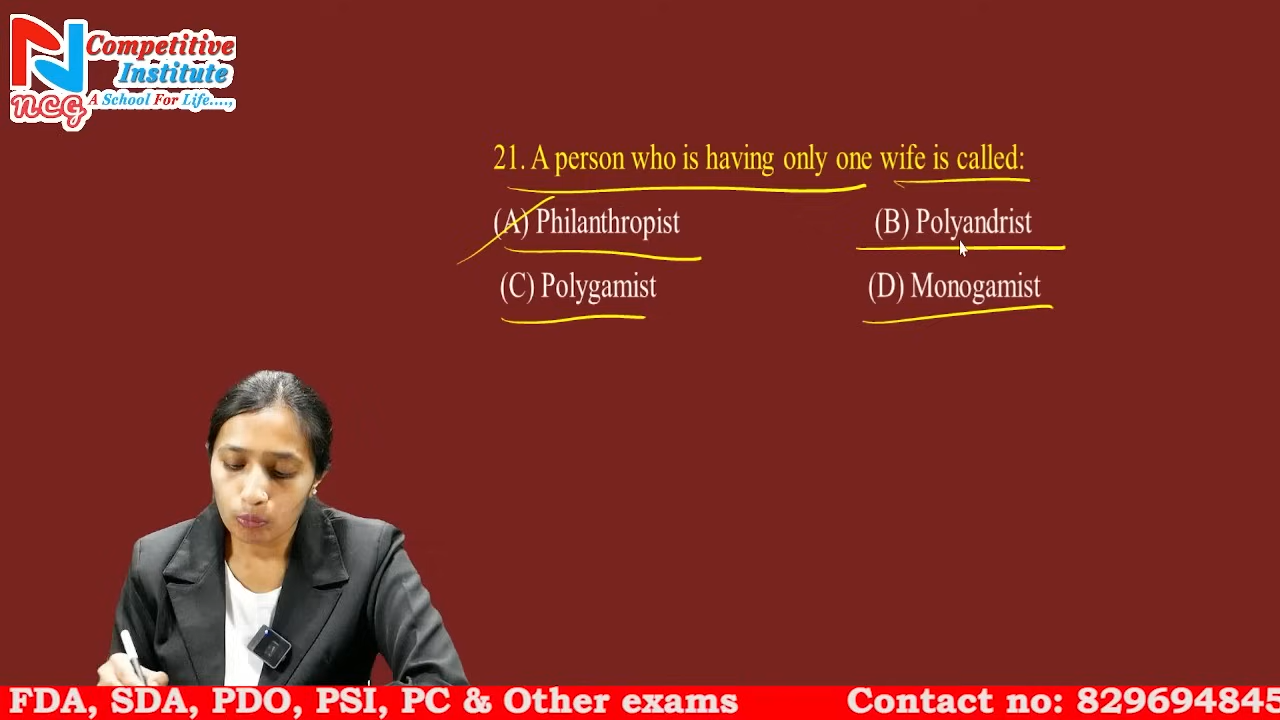 Competitive
Institute
NCG A School For Life....,
21. A person who is having only one wife is called:
(A) Philanthropist (B) Polyandrist
(C) Polygamist (D) Monogamist
FDA, SDA, PDO, PSI, PC & Other exams Contact no: 829694845